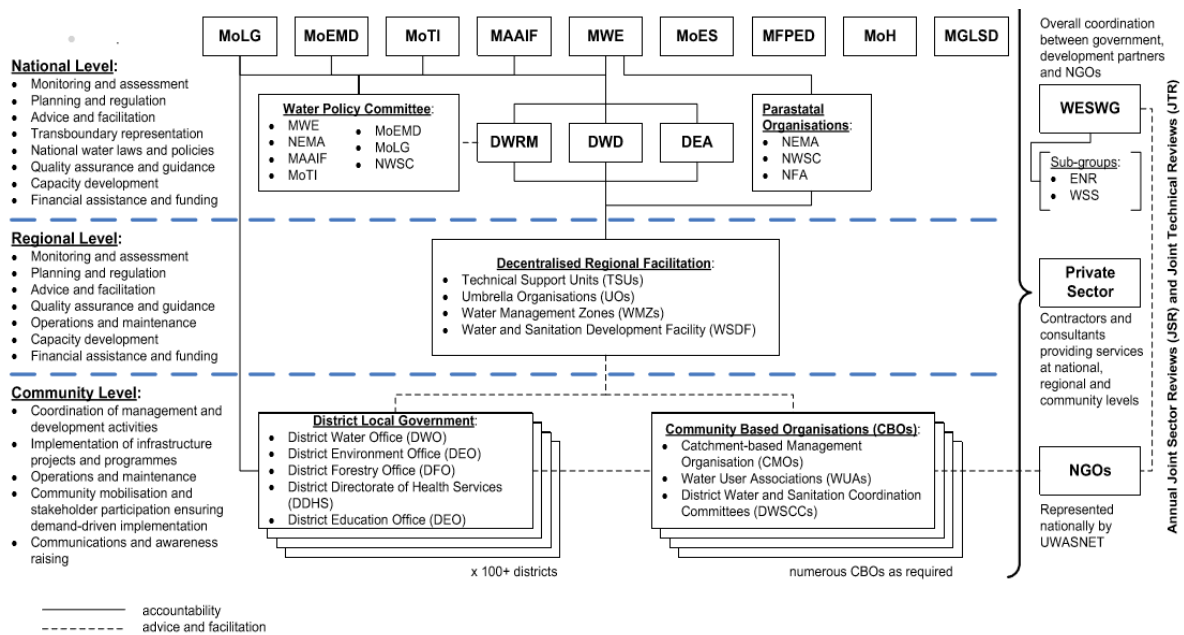 MoLG
MoEMD
MoTI
MAAIF
MWE
MoES
MFPED
MoH
MGLSD
National Level:
• Monitoring and assessment
• Planning and regulation
• Advice and facilitation
• Transboundary representation
• National water laws and policies
• Quality assurance and guidance
• Capacity development
• Financial assistance and funding
Water Policy Committee:
• MWE
• NEMA
• MAAIF
• MoTI
• MoEMD
• MoLG
• NWSC
DWRM
DWD
DEA
Parastatal
Organisations:
• NEMA
• NWSC
• NFA
Regional Level:
• Monitoring and assessment
• Planning and regulation
• Advice and facilitation
• Quality assurance and guidance
• Operations and maintenance
• Capacity development
• Financial assistance and funding
Decentralised Regional Facilitation:
• Technical Support Units (TSUs)
• Umbrella Organisations (UOs)
• Water Management Zones (WMZs)
• Water and Sanitation Development Facility (WSDF)
Community Level:
• Coordination of management and
development activities
• Implementation of infrastructure
projects and programmes
• Operations and maintenance
• Community mobilisation and
stakeholder participation ensuring
demand-driven implementation
• Communications and awareness
raising
District Local Government:
• District Water Office (DWO)
• District Environment Office (DEO)
• District Forestry Office (DFO)
• District Directorate of Health Services
(DDHS)
• District Education Office (DEO)
x 100+ districts
Community Based Organisations (CBOs):
• Catchment-based Management
Organisation (CMOs)
• Water User Associations (WUAs)
• District Water and Sanitation Coordination
Committees (DWSCCs)
numerous CBOs as required
Overall coordination
between government,
development partners
and NGOs
WESWG
Sub-groups:
• ENR
• WSS
Private
Sector
Contractors and
consultants
providing services
at national,
regional and
community levels
NGOs
Represented
nationally by
UWASNET
Annual Joint Sector Reviews (JSR) and Joint Technical Reviews (JTR)
accountability
advice and facilitation